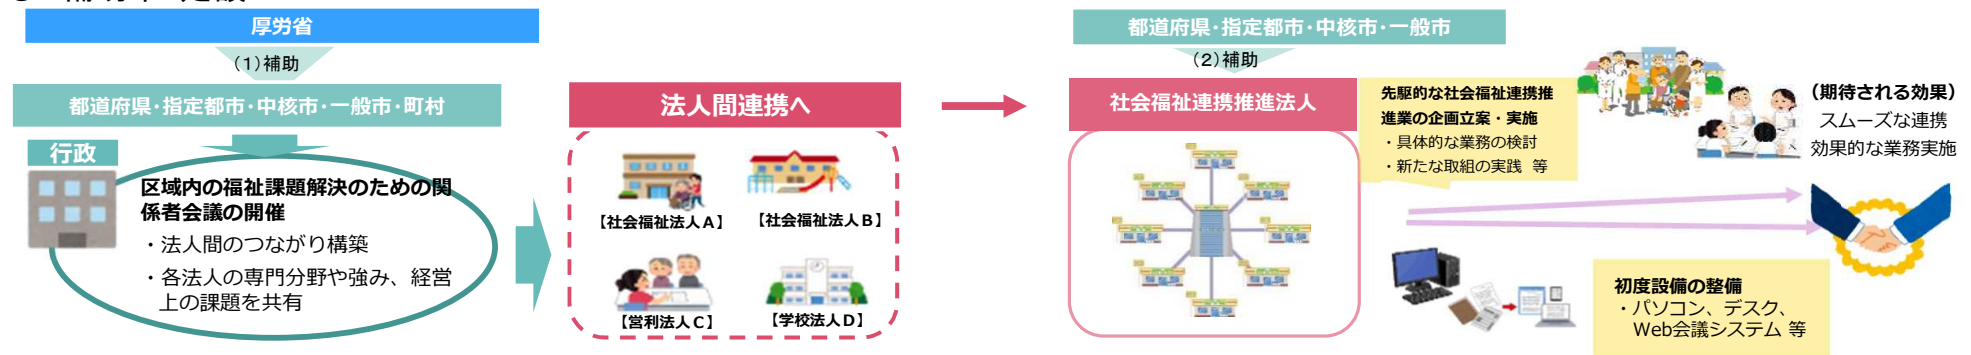 厚労省
（1）補助
都道府県・指定都市・中核市・一般市・町村
行政
区域内の福祉課題解決のための関
係者会議の開催
・法人間のつながり構築
・各法人の専門分野や強み、経営
上の課題を共有
法人間連携へ
【社会福祉法人A】
【社会福祉法人B】
【営利法人C】
【学校法人D】
都道府県・指定都市・中核市・一般市
（2）補助
社会福祉連携推進法人
先駆的な社会福祉連携推
進業の企画立案・実施
・具体的な業務の検討
・新たな取組の実践 等
（期待される効果）
スムーズな連携
効果的な業務実施
初度設備の整備
・パソコン、デスク、
Web会議システム 等